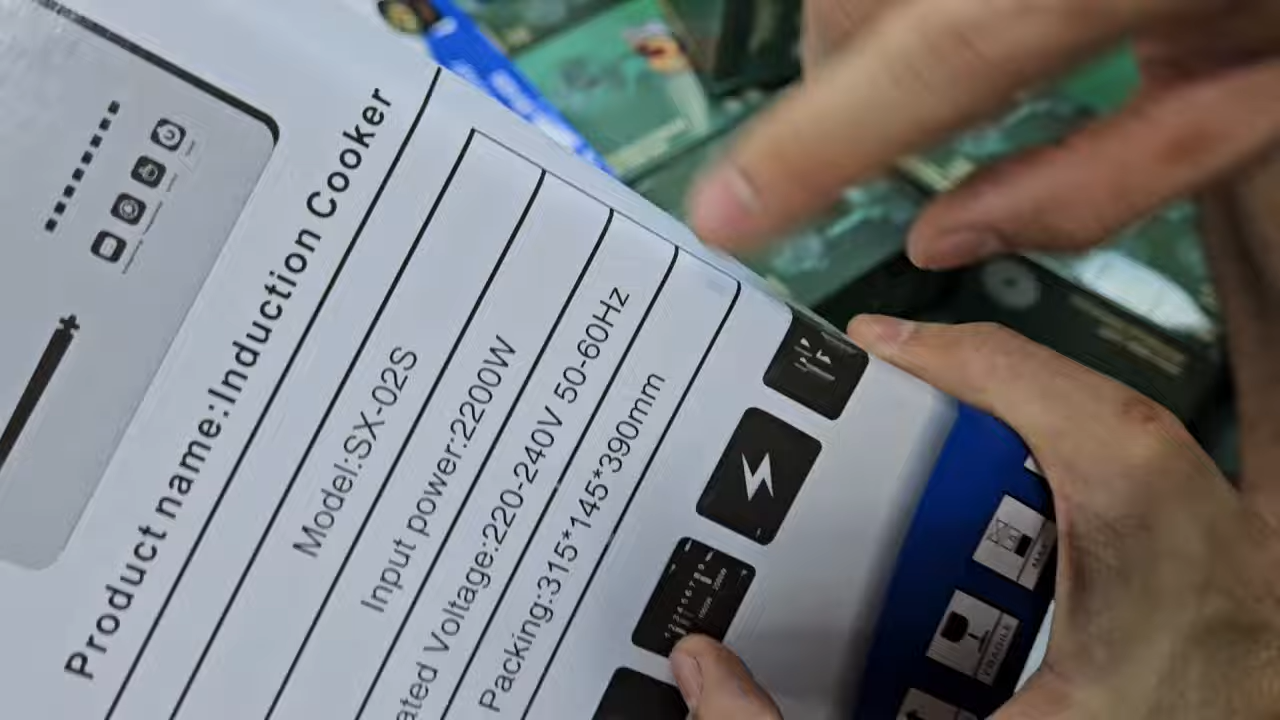 Product name:Induction Cooker
Model:SX-02S
Input power:2200W
ated Voltage:220-240V 50-60Hz
Packing:315*145*390mm
FRAGILE